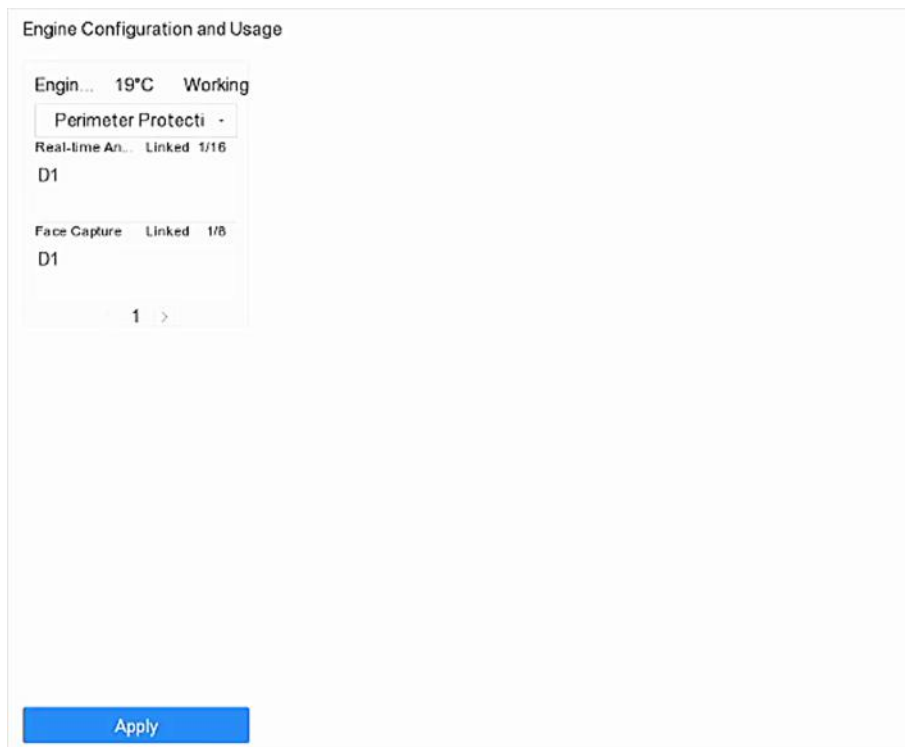 Engine Configuration and Usage
Engin... 19°C Working
Perimeter Protecti
Real-time An... Linked 1/16
D1
Face Capture Linked 1/8
D1
1 >
Apply